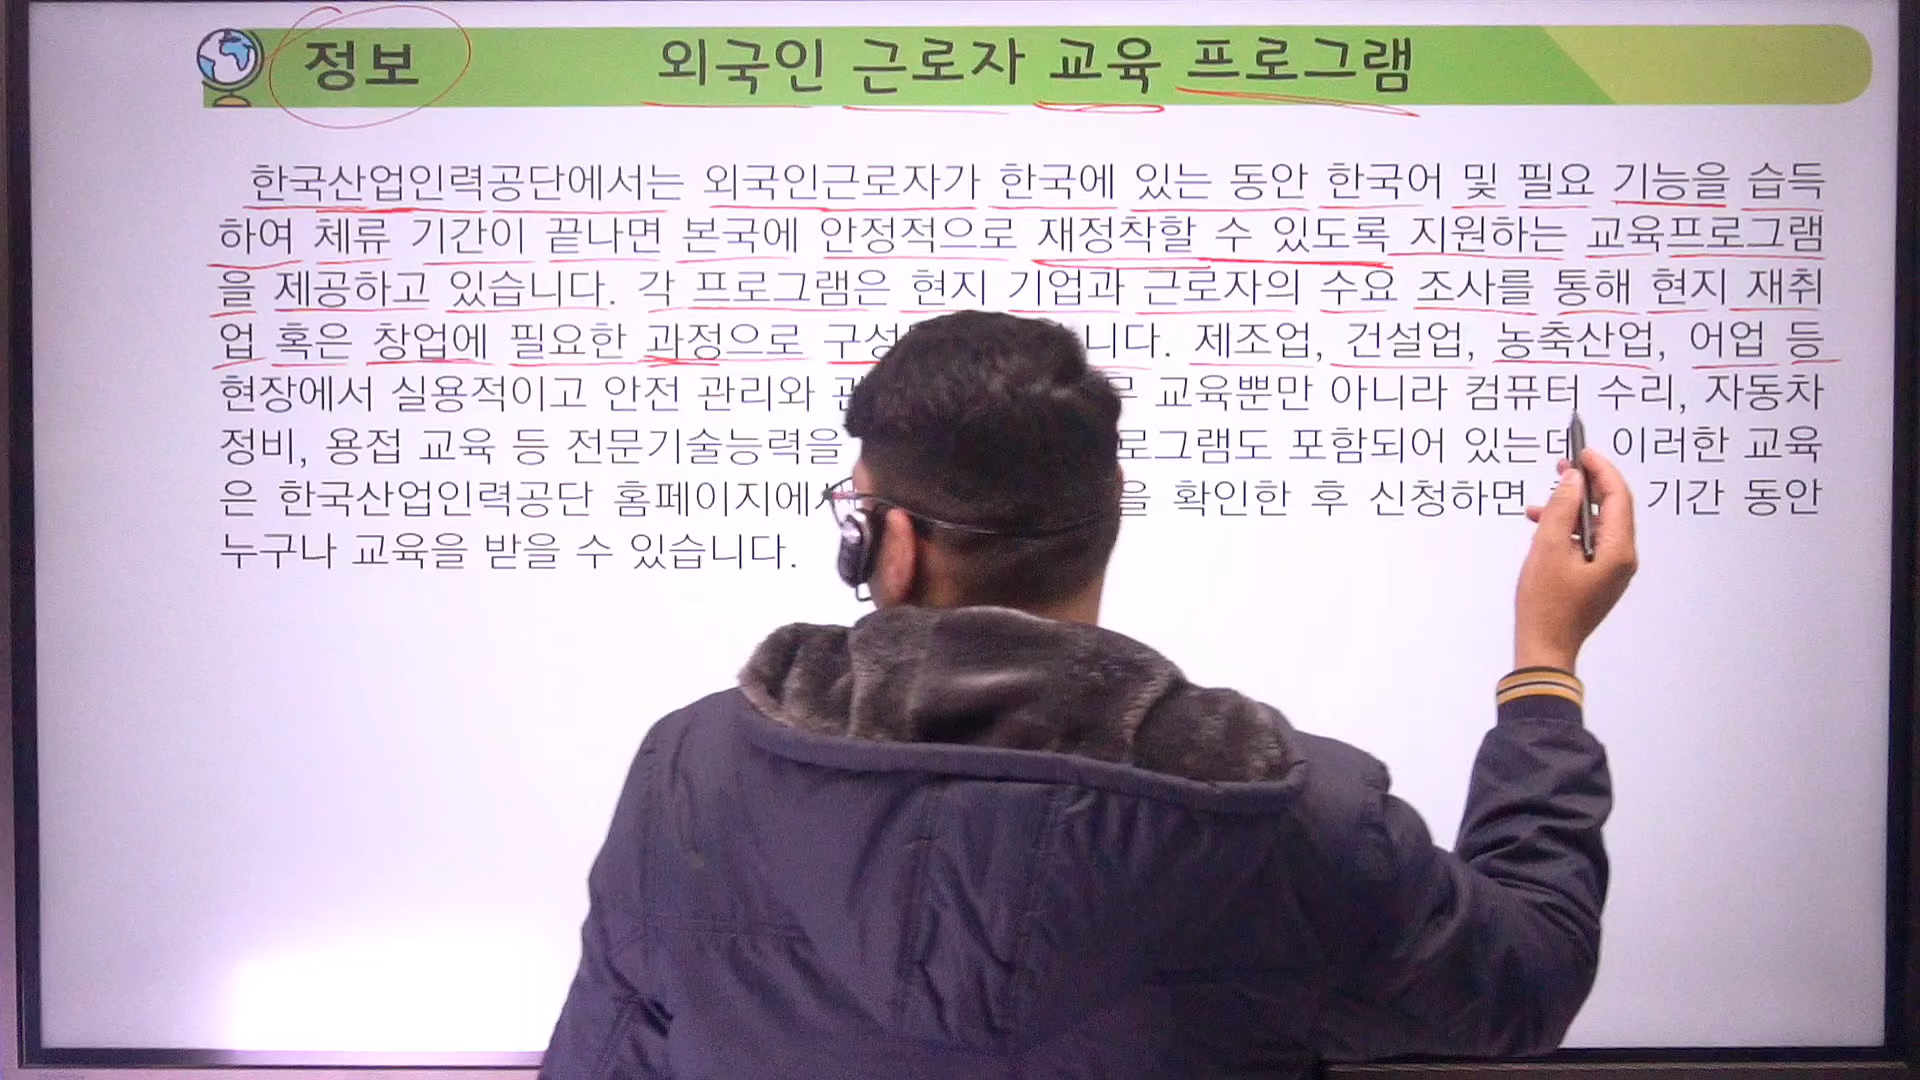 정보 외국인 근로자 교육 프로그램
한국산업인력공단에서는 외국인근로자가 한국에 있는 동안 한국어 및 필요 기능을 습득
하여 체류 기간이 끝나면 본국에 안정적으로 재정착할 수 있도록 지원하는 교육프로그램
을 제공하고 있습니다. 각 프로그램은 현지 기업과 근로자의 수요 조사를 통해 현지 재취
업 혹은 창업에 필요한 과정으로 구성 니다. 제조업, 건설업, 농축산업, 어업 등
현장에서 실용적이고 안전 관리와 교육뿐만 아니라 컴퓨터 수리, 자동차
정비, 용접 교육 등 전문기술능력을 로그램도 포함되어 있는데 이러한 교육
은 한국산업인력공단 홈페이지에서 을 확인한 후 신청하면 기간 동안
누구나 교육을 받을 수 있습니다.